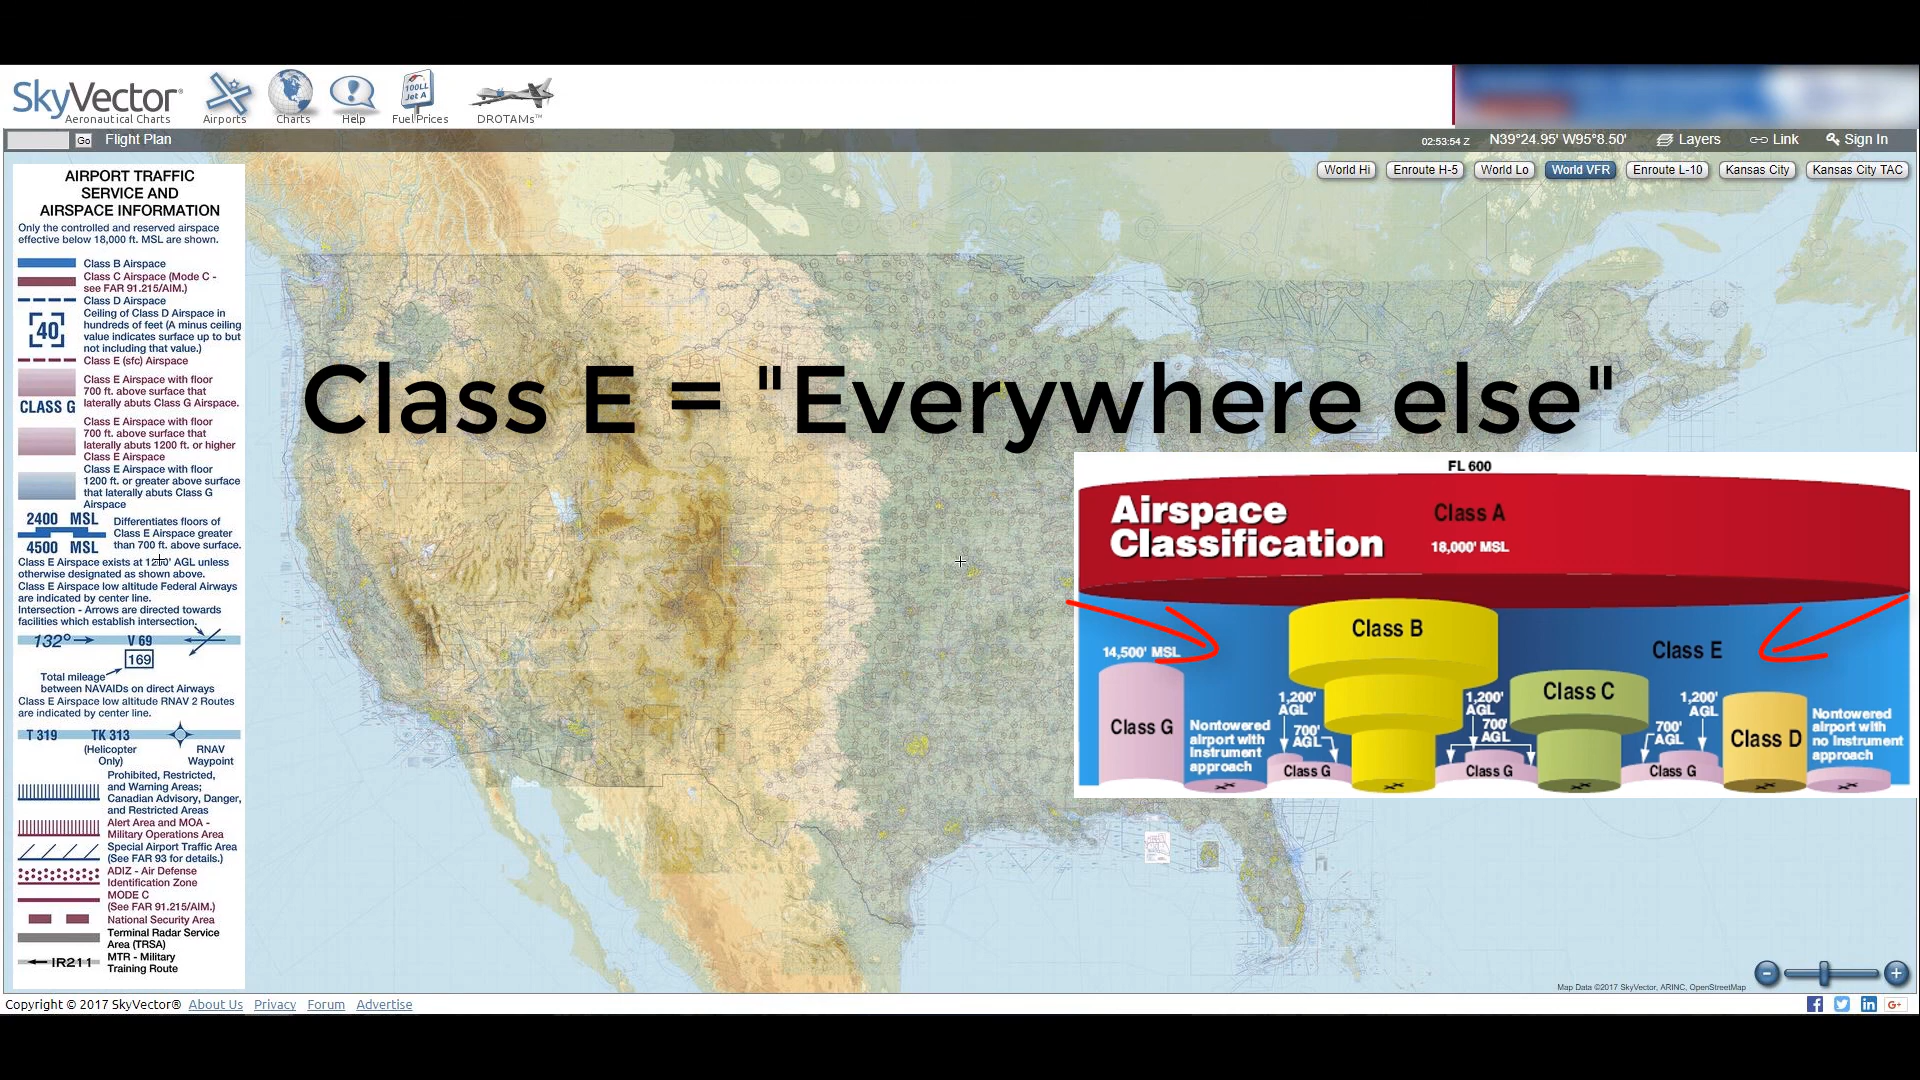 SkyVector®
Aeronautical Charts
Airports
Charts
Help
100LL
Jet A
Fuel Prices
DROTAMs™
Go
Flight Plan
02:53:54 Z
N39°24.95' W95°8.50'
Layers
Link
Sign In
World Hi
Enroute H-5
World Lo
World VFR
Enroute L-10
Kansas City
Kansas City TAC
AIRPORT TRAFFIC
SERVICE AND
AIRSPACE INFORMATION
Only the controlled and reserved airspace
effective below 18,000 ft. MSL are shown.
Class B Airspace
Class C Airspace (Mode C -
see FAR 91.215/AIM.)
Class D Airspace
40
Ceiling of Class D Airspace in
hundreds of feet (A minus ceiling
value indicates surface up to but
not including that value.)
Class E (sfc) Airspace
Class E Airspace with floor
700 ft. above surface that
laterally abuts Class G Airspace.
CLASS G
Class E Airspace with floor
700 ft. above surface that
laterally abuts 1200 ft. or higher
Class E Airspace
Class E Airspace with floor
1200 ft. or greater above surface
that laterally abuts Class G
Airspace
2400 MSL
4500 MSL
Differentiates floors of
Class E Airspace greater
than 700 ft. above surface.
Class E Airspace exists at 1200' AGL unless
otherwise designated as shown above.
Class E Airspace low altitude Federal Airways
are indicated by center line.
Intersection - Arrows are directed towards
facilities which establish intersection.
132°
V 69
169
Total mileage
between NAVAIDs on direct Airways
Class E Airspace low altitude RNAV 2 Routes
are indicated by center line.
T 319
TK 313
(Helicopter
Only)
RNAV
Waypoint
Prohibited, Restricted,
and Warning Areas;
Canadian Advisory, Danger,
and Restricted Areas
Alert Area and MOA -
Military Operations Area
Special Airport Traffic Area
(See FAR 93 for details.)
ADIZ - Air Defense
Identification Zone
MODE C
(See FAR 91.215/AIM.)
National Security Area
Terminal Radar Service
Area (TRSA)
IR211
MTR - Military
Training Route
Class E = "Everywhere else"
FL 600
Airspace
Classification
Class A
18,000' MSL
14,500' MSL
Class G
Nontowered
airport with
instrument
approach
1,200'
AGL
700'
AGL
Class G
Class B
1,200'
AGL
700'
AGL
Class G
Class C
Class E
1,200'
AGL
700'
AGL
Class G
Class D
Nontowered
airport with
no instrument
approach
Map Data ©2017 SkyVector, ARINC, OpenStreetMap
Copyright © 2017 SkyVector®
About Us
Privacy
Forum
Advertise